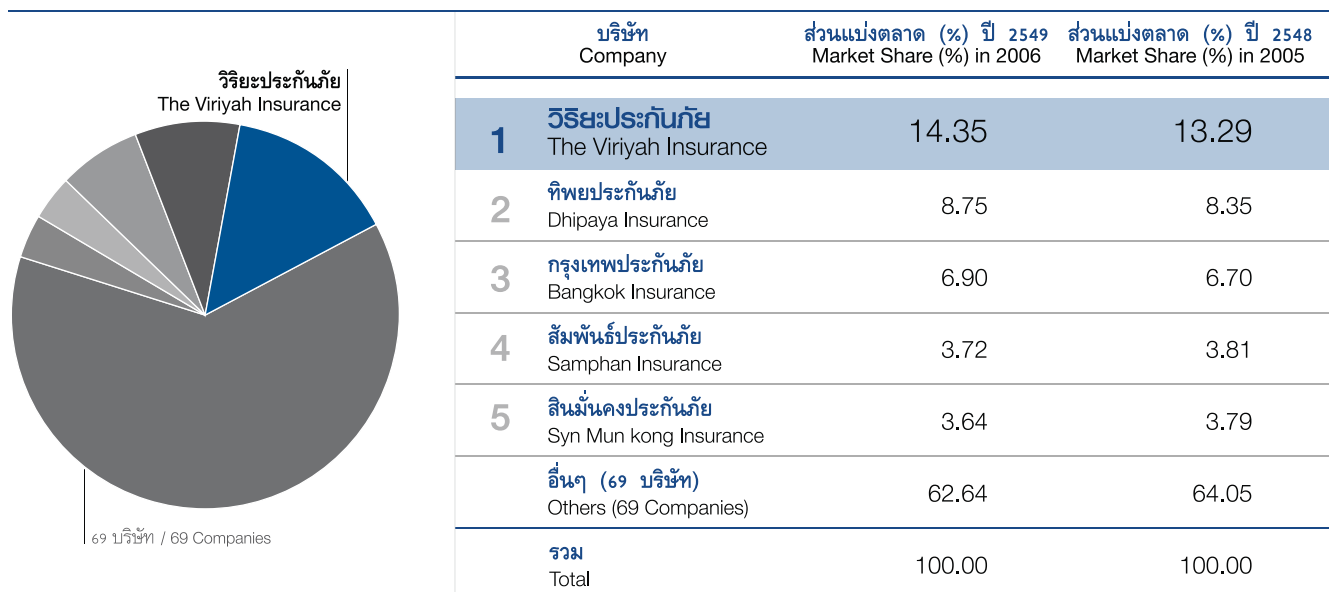 วิริยะประกันภัย
The Viriyah Insurance
69 บริษัท / 69 Companies
บริษัท ส่วนแบ่งตลาด (%) ปี 2549 ส่วนแบ่งตลาด (%) ปี 2548
Company Market Share (%) in 2006 Market Share (%) in 2005
1 วิริยะประกันภัย 14.35 13.29
The Viriyah Insurance
2 ทิพยประกันภัย 8.75 8.35
Dhipaya Insurance
3 กรุงเทพประกันภัย 6.90 6.70
Bangkok Insurance
4 สัมพันธ์ประกันภัย 3.72 3.81
Samphan Insurance
5 สินมั่นคงประกันภัย 3.64 3.79
Syn Mun kong Insurance
อื่นๆ (69 บริษัท) 62.64 64.05
Others (69 Companies)
รวม 100.00 100.00
Total